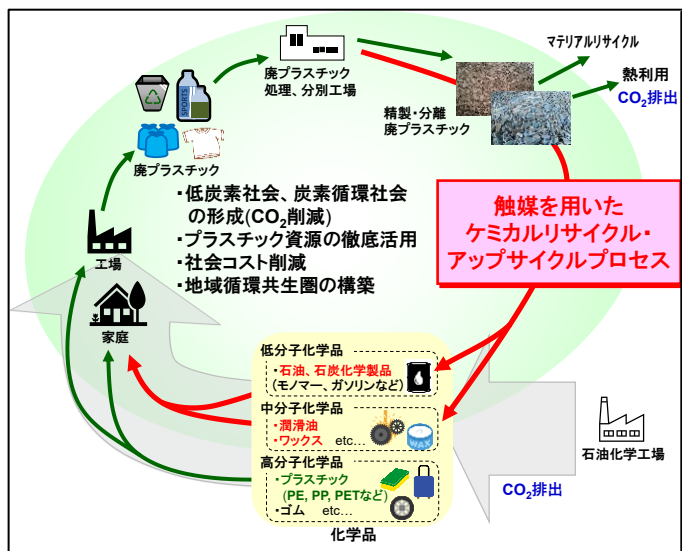 マテリアルリサイクル
熱利用
CO2排出
廃プラスチック
処理、分別工場
精製・分離
廃プラスチック
SPORTS
廃プラスチック
・低炭素社会、炭素循環社会
の形成(CO2削減)
・プラスチック資源の徹底活用
・社会コスト削減
・地域循環共生圏の構築
触媒を用いた
ケミカルリサイクル・
アップサイクルプロセス
工場
家庭
低分子化学品
・石油、石炭化学製品
(モノマー、ガソリンなど)
中分子化学品
・潤滑油
・ワックス etc...
WAX
高分子化学品
・プラスチック
(PE, PP, PETなど)
・ゴム etc...
化学品
石油化学工場
CO2排出